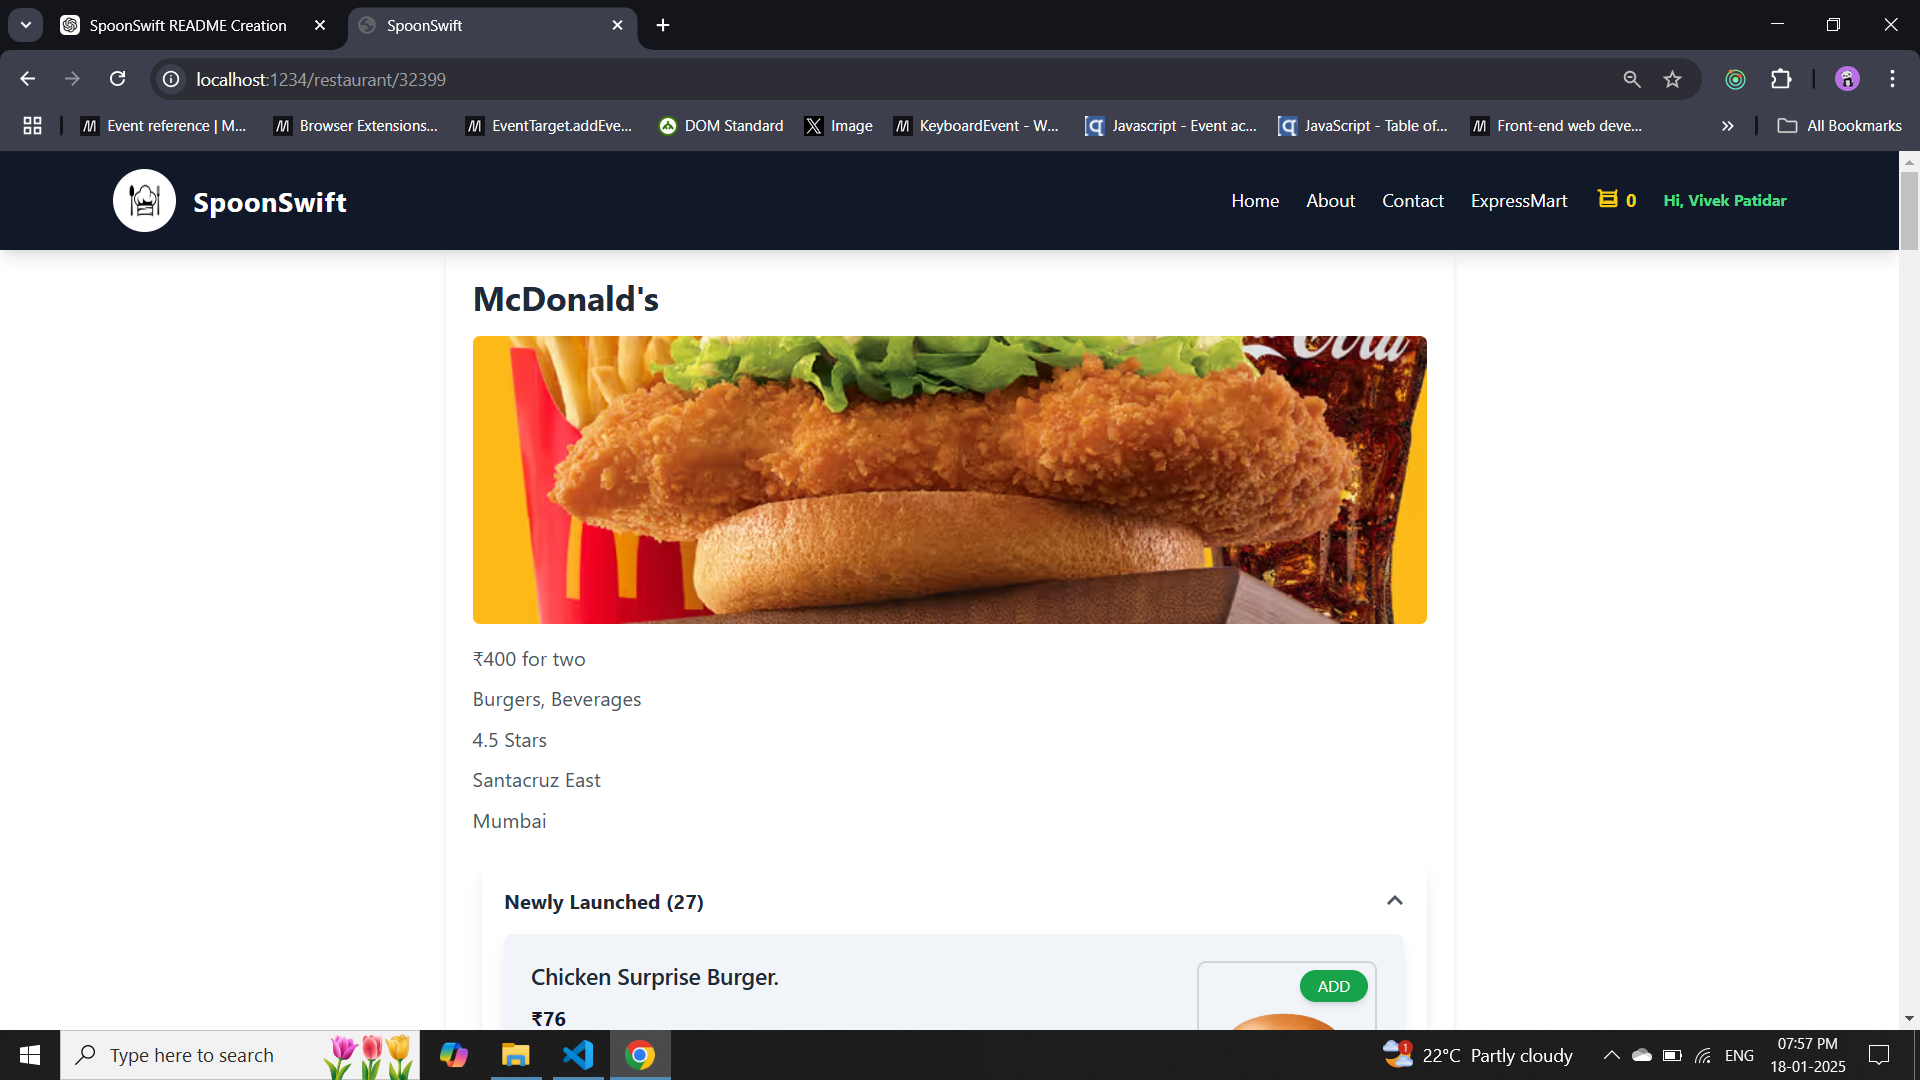 SpoonSwift README Creation
SpoonSwift
localhost:1234/restaurant/32399
Event reference | M...
Browser Extensions...
EventTarget.addEve...
DOM Standard
Image
KeyboardEvent - W...
Javascript - Event ac...
JavaScript - Table of...
Front-end web deve...
All Bookmarks
SpoonSwift
Home
About
Contact
ExpressMart
0
Hi, Vivek Patidar
McDonald's
₹400 for two
Burgers, Beverages
4.5 Stars
Santacruz East
Mumbai
Newly Launched (27)
Chicken Surprise Burger.
ADD
₹76
Type here to search
1
22°C Partly cloudy
ENG
07:57 PM
18-01-2025